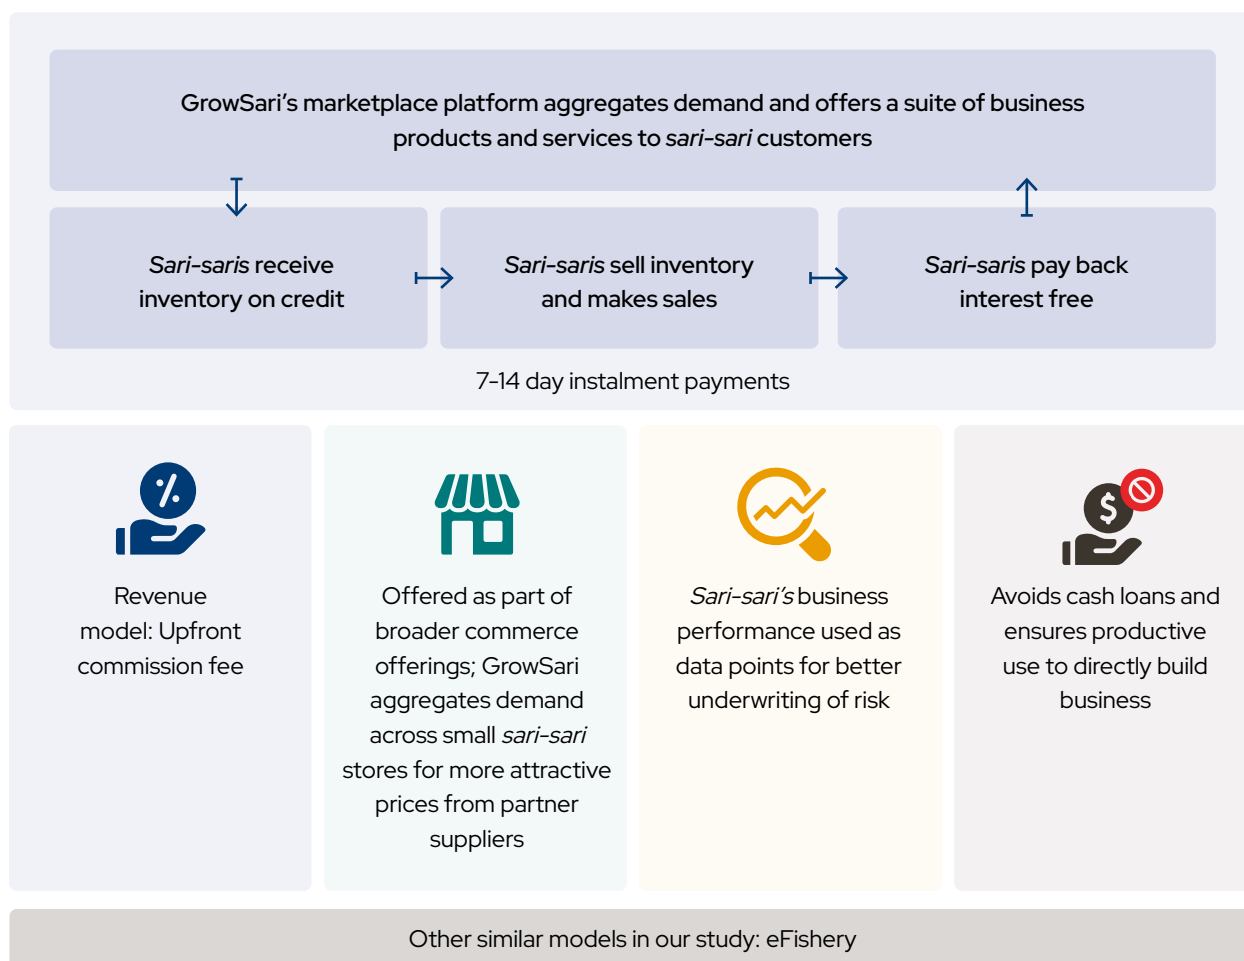 GrowSari’s marketplace platform aggregates demand and offers a suite of business
products and services to sari-sari customers
Sari-saris receive
inventory on credit
Sari-saris sell inventory
and makes sales
Sari-saris pay back
interest free
7-14 day instalment payments
Revenue
model: Upfront
commission fee
Offered as part of
broader commerce
offerings; GrowSari
aggregates demand
across small sari-sari
stores for more attractive
prices from partner
suppliers
Sari-sari’s business
performance used as
data points for better
underwriting of risk
Avoids cash loans and
ensures productive
use to directly build
business
Other similar models in our study: eFishery